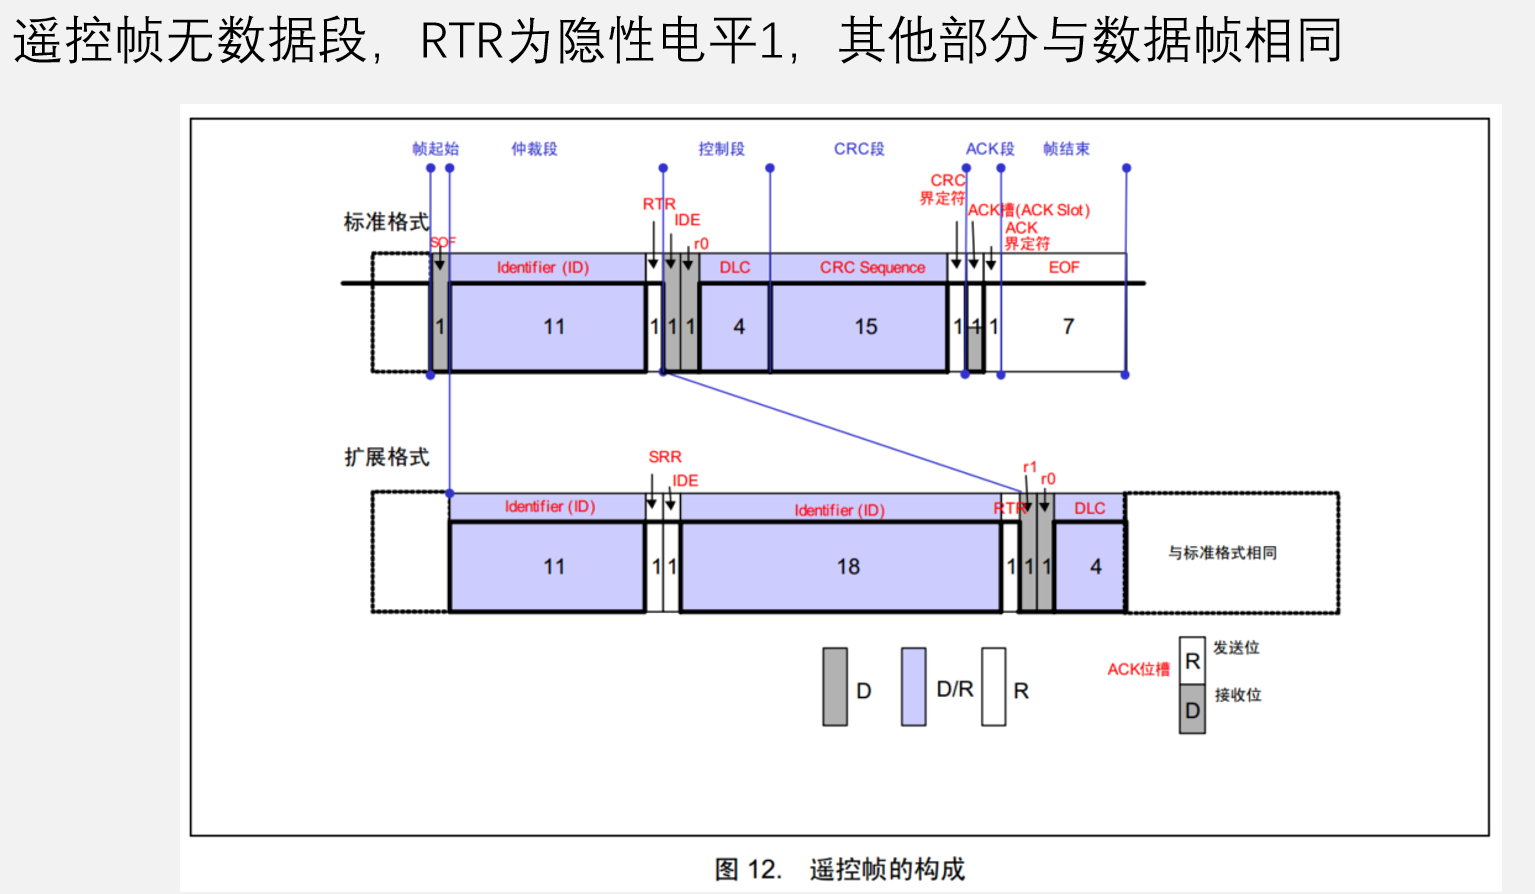 遥控帧无数据段，RTR为隐性电平1，其他部分与数据帧相同
帧起始 仲裁段 控制段 CRC段 ACK段 帧结束
CRC
界定符
RTR
ACK槽(ACK Slot)
标准格式
IDE
ACK
界定符
SOF
r0
Identifier (ID) DLC CRC Sequence EOF
1 11 1 1 1 4 15 1 1 1 7
扩展格式
SRR
r1
IDE
r0
Identifier (ID) Identifier (ID) RTR DLC
11 1 1 18 1 1 1 4 与标准格式相同
D D/R R
ACK位槽
R 发送位
D 接收位
图 12. 遥控帧的构成